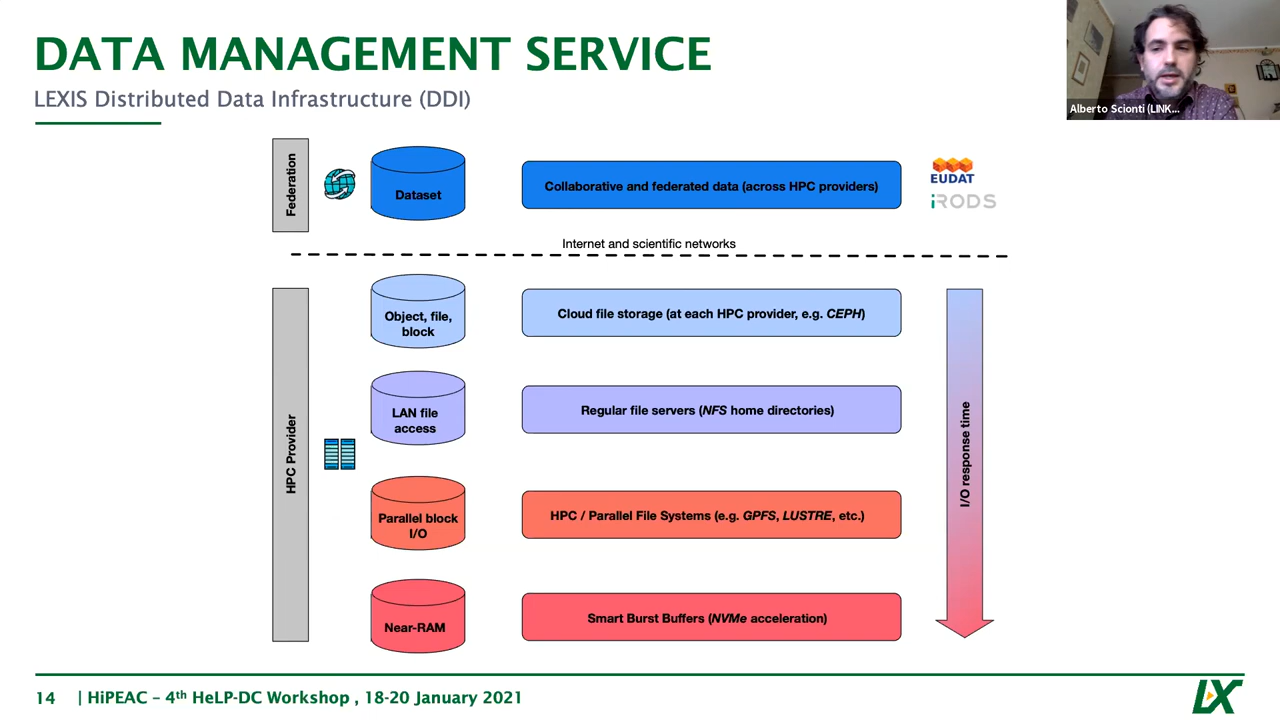 DATA MANAGEMENT SERVICE
LEXIS Distributed Data Infrastructure (DDI)
Alberto Scionti (LINK...
Federation
Dataset
Collaborative and federated data (across HPC providers)
EUDAT
iRODS
Internet and scientific networks
HPC Provider
Object, file,
block
Cloud file storage (at each HPC provider, e.g. CEPH)
LAN file
access
Regular file servers (NFS home directories)
Parallel block
I/O
HPC / Parallel File Systems (e.g. GPFS, LUSTRE, etc.)
Near-RAM
Smart Burst Buffers (NVMe acceleration)
I/O response time
14 | HiPEAC – 4th HeLP-DC Workshop , 18-20 January 2021
LX